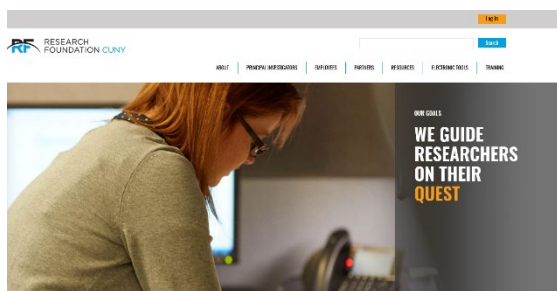 Log In
RF RESEARCH
FOUNDATION CUNY
Search
ABOUT PRINCIPAL INVESTIGATORS EMPLOYEES PARTNERS RESOURCES ELECTRONIC TOOLS TRAINING
OUR GOALS
WE GUIDE
RESEARCHERS
ON THEIR
QUEST